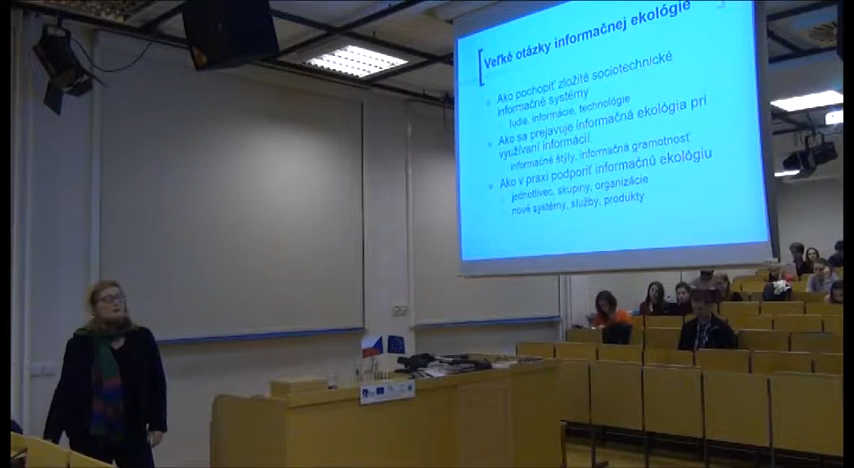 Veľké otázky informačnej ekológie
Ako pochopiť zložité sociotechnické
informačné systémy
ľudia, informácie, technológie
Ako sa prejavuje informačná ekológia pri
využívaní informácií
informačné štýly, informačná gramotnosť
Ako v praxi podporiť informačnú ekológiu
jednotlivec, skupiny, organizácie
nové systémy, služby, produkty